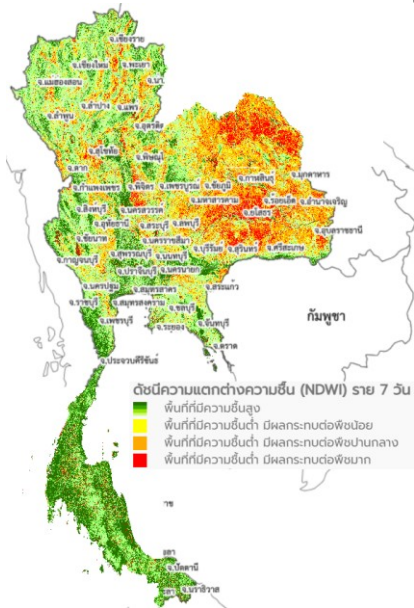 จ.เชียงราย
จ.เชียงใหม่ จ.พะเยา
จ.แม่ฮ่องสอน จ.นา
จ.ลำปาง จ.แพร่
จ.ลำพูน
จ.อุตรดิ
จ.สุโขทัย
จ.ตาก จ.พิษณุโ
จ.กำแพงเพชร จ.พิจิตร จ.เพชรบูรณ์ จ.ชัยภูมิ จ.กาฬสินธุ์ จ.มุกดาหาร
จ.มหาสารคาม จ.ร้อยเอ็ด จ.อำนาจเจริญ
จ.สิงห์บุรี จ.นครสวรรค์ จ.ยโสธร
จ.อุทัยธานี จ.สระบุรี จ.ลพบุรี จ.อุบลราชธานี
จ.ชัยนาท จ.นครราชสีมา จ.บุรีรัมย์ จ.สุรินทร์ จ.ศรีสะเกษ
จ.กาญจนบุรี จ.สุพรรณบุรี จ.นนทบุรี
จ.ปราจีนบุรี จ.นครนายก
จ.นครปฐม จ.สมุทรสาคร จ.สระแก้ว
จ.ราชบุรี จ.สมุทรสงคราม จ.ชลบุรี
จ.เพชรบุรี จ.ระยอง จ.จันทบุรี
กัมพูชา
จ.ตราด
จ.ประจวบคีรีขันธ์
ดัชนีความแตกต่างความชื้น (NDWI) ราย 7 วัน
พื้นที่ที่มีความชื้นสูง
พื้นที่ที่มีความชื้นต่ำ มีผลกระทบต่อพืชน้อย
พื้นที่ที่มีความชื้นต่ำ มีผลกระทบต่อพืชปานกลาง
พื้นที่ที่มีความชื้นต่ำ มีผลกระทบต่อพืชมาก
าช
จ.ปัตตานี
จ.นราธิวาส